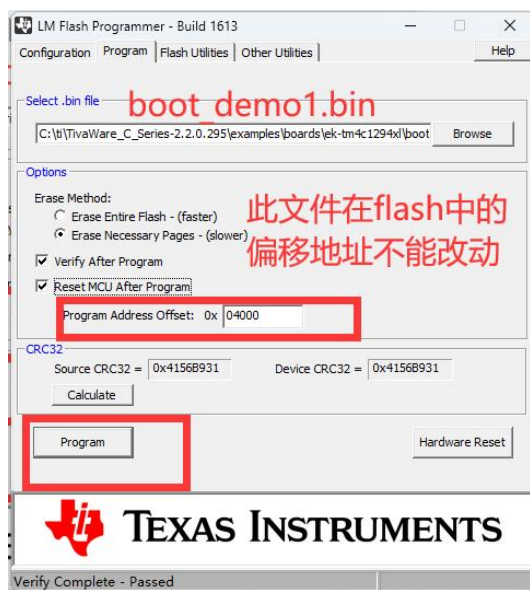 LM Flash Programmer - Build 1613
Configuration Program Flash Utilities Other Utilities Help
Select .bin file
boot_demo1.bin
C:\ti\TivaWare_C_Series-2.2.0.295\examples\boards\ek-tm4c1294xl\boot Browse
Options
Erase Method:
Erase Entire Flash - (faster)
Erase Necessary Pages - (slower)
此文件在flash中的
偏移地址不能改动
Verify After Program
Reset MCU After Program
Program Address Offset: 0x 04000
CRC32
Source CRC32 = 0x4156B931 Device CRC32 = 0x4156B931
Calculate
Program Hardware Reset
TEXAS INSTRUMENTS
Verify Complete - Passed